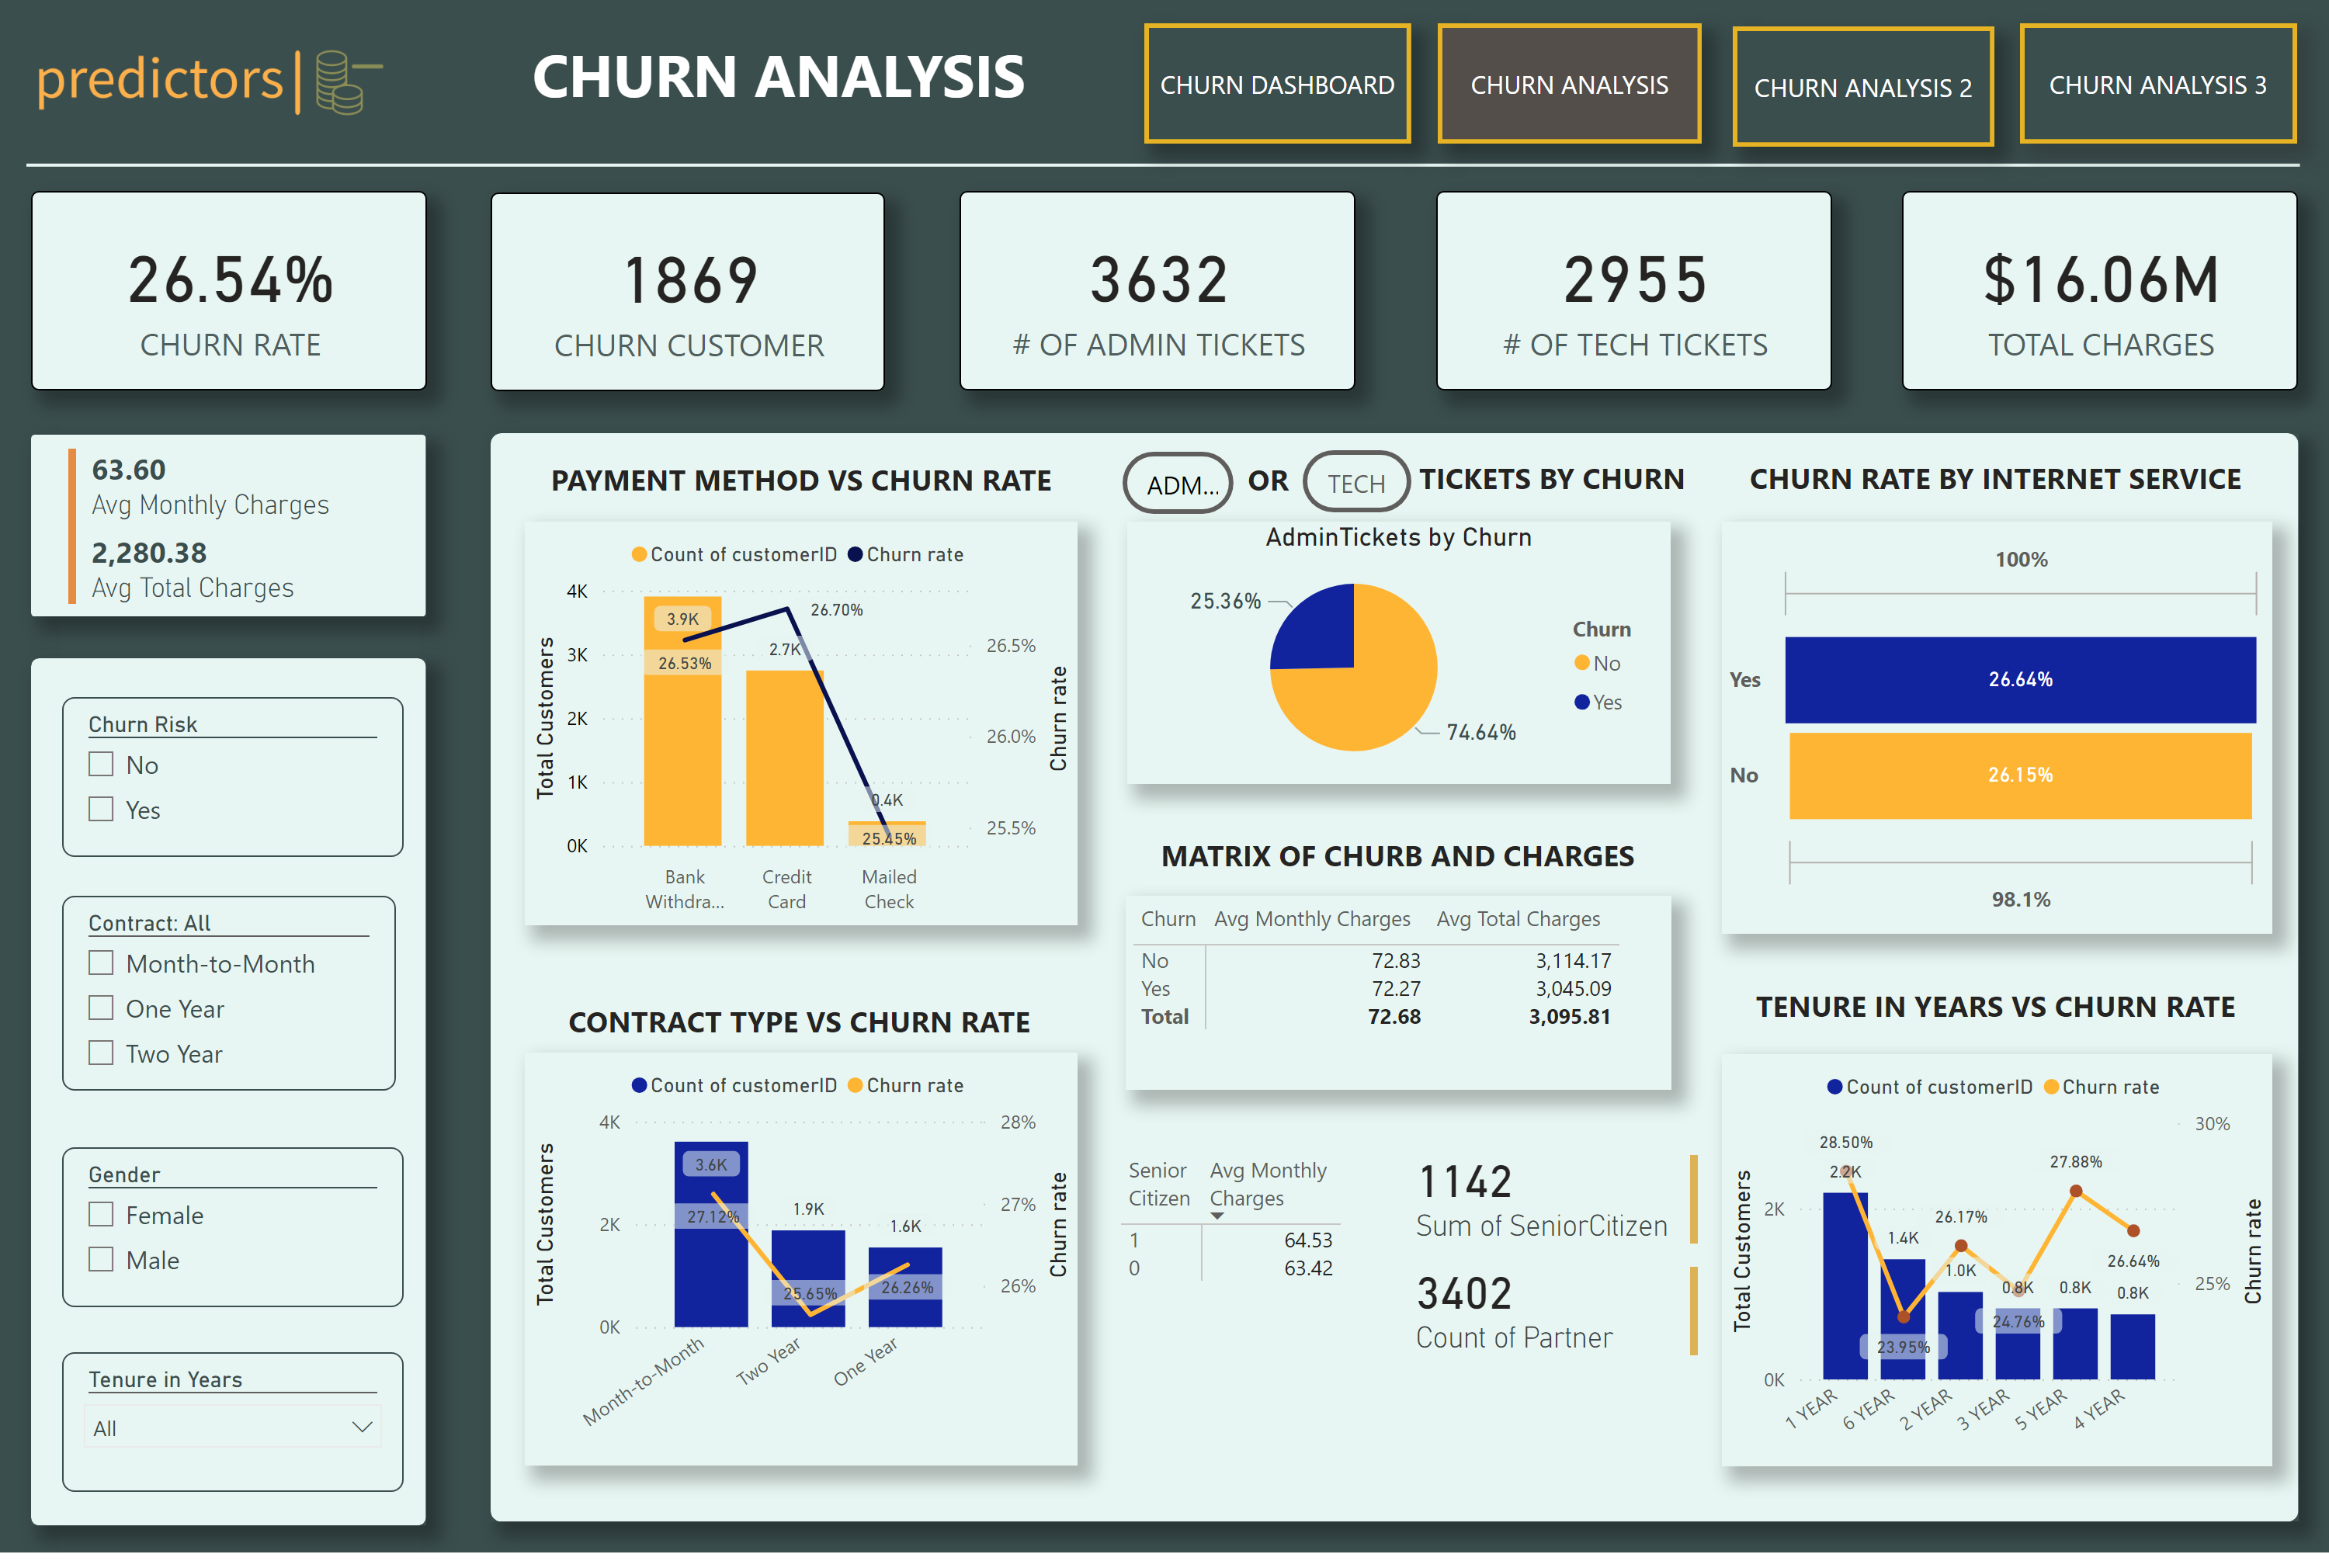 predictors
CHURN ANALYSIS
CHURN DASHBOARD
CHURN ANALYSIS
CHURN ANALYSIS 2
CHURN ANALYSIS 3
26.54%
CHURN RATE
1869
CHURN CUSTOMER
3632
# OF ADMIN TICKETS
2955
# OF TECH TICKETS
$16.06M
TOTAL CHARGES
63.60
Avg Monthly Charges
2,280.38
Avg Total Charges
Churn Risk
No
Yes
Contract: All
Month-to-Month
One Year
Two Year
Gender
Female
Male
Tenure in Years
All
PAYMENT METHOD VS CHURN RATE
Count of customerID Churn rate
Total Customers
4K
3K
2K
1K
0K
3.9K
26.53%
2.7K
26.70%
0.4K
25.45%
26.5%
26.0%
25.5%
Churn rate
Bank
Withdra...
Credit
Card
Mailed
Check
CONTRACT TYPE VS CHURN RATE
Count of customerID Churn rate
Total Customers
4K
2K
0K
3.6K
27.12%
1.9K
25.65%
1.6K
26.26%
28%
27%
26%
Churn rate
Month-to-Month
Two Year
One Year
ADM... OR TECH TICKETS BY CHURN
AdminTickets by Churn
25.36%
74.64%
Churn
No
Yes
MATRIX OF CHURB AND CHARGES
Churn Avg Monthly Charges Avg Total Charges
No 72.83 3,114.17
Yes 72.27 3,045.09
Total 72.68 3,095.81
Senior Avg Monthly
Citizen Charges
1 64.53
0 63.42
1142
Sum of SeniorCitizen
3402
Count of Partner
CHURN RATE BY INTERNET SERVICE
100%
Yes 26.64%
No 26.15%
98.1%
TENURE IN YEARS VS CHURN RATE
Count of customerID Churn rate
Total Customers
2K
0K
28.50%
2.2K
1.4K
23.95%
26.17%
1.0K
0.8K
24.76%
27.88%
0.8K
26.64%
0.8K
30%
25%
Churn rate
1 YEAR
6 YEAR
2 YEAR
3 YEAR
5 YEAR
4 YEAR